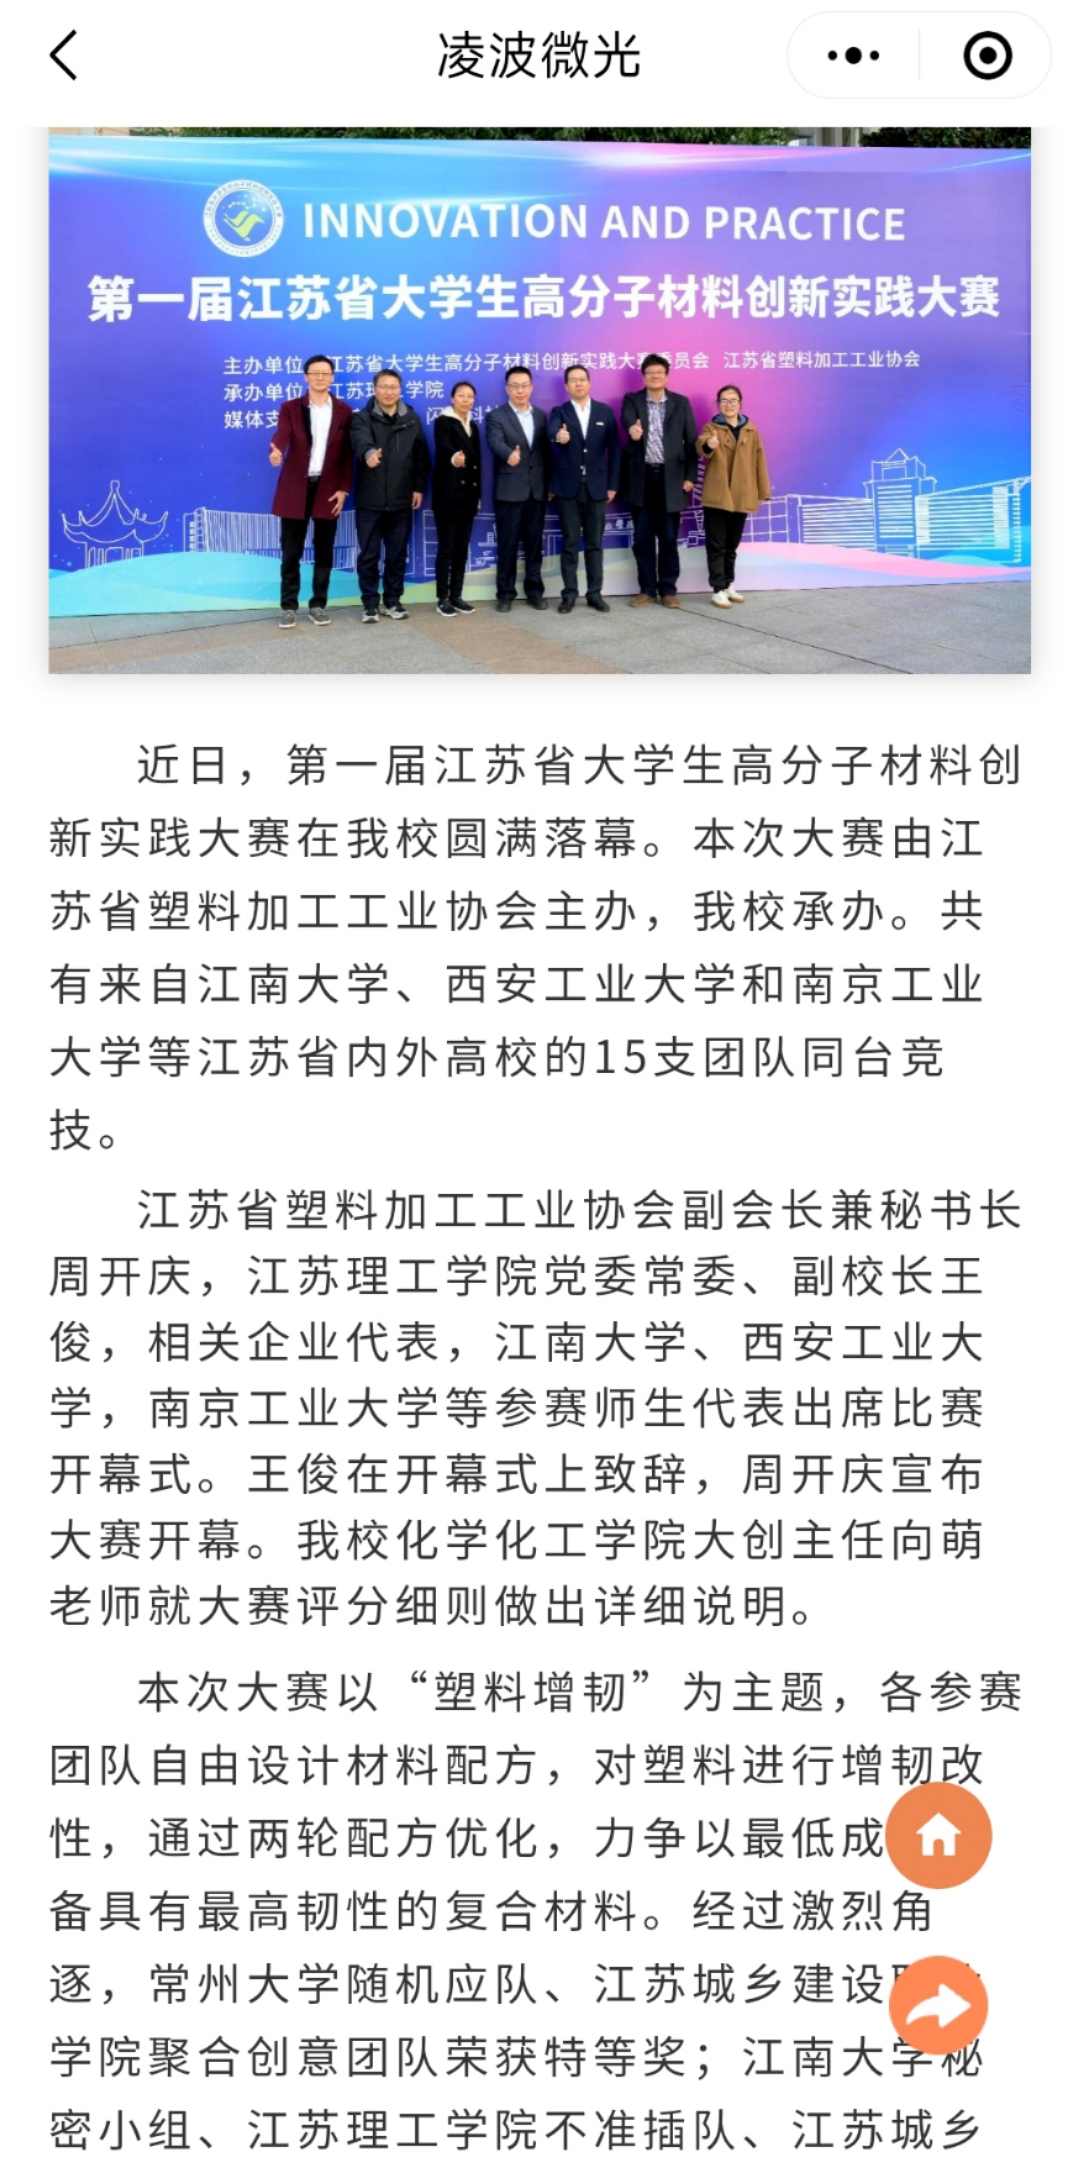 凌波微光
INNOVATION AND PRACTICE
第一届江苏省大学生高分子材料创新实践大赛
主办单位 江苏省大学生高分子材料创新实践大赛委员会 江苏省塑料加工工业协会
承办单位 江苏理工学院
媒体支
近日，第一届江苏省大学生高分子材料创
新实践大赛在我校圆满落幕。本次大赛由江
苏省塑料加工工业协会主办，我校承办。共
有来自江南大学、西安工业大学和南京工业
大学等江苏省内外高校的15支团队同台竞
技。
江苏省塑料加工工业协会副会长兼秘书长
周开庆，江苏理工学院党委常委、副校长王
俊，相关企业代表，江南大学、西安工业大
学，南京工业大学等参赛师生代表出席比赛
开幕式。王俊在开幕式上致辞，周开庆宣布
大赛开幕。我校化学化工学院大创主任向萌
老师就大赛评分细则做出详细说明。
本次大赛以“塑料增韧”为主题，各参赛
团队自由设计材料配方，对塑料进行增韧改
性，通过两轮配方优化，力争以最低成
备具有最高韧性的复合材料。经过激烈角
逐，常州大学随机应队、江苏城乡建设
学院聚合创意团队荣获特等奖；江南大学秘
密小组、江苏理工学院不准插队、江苏城乡